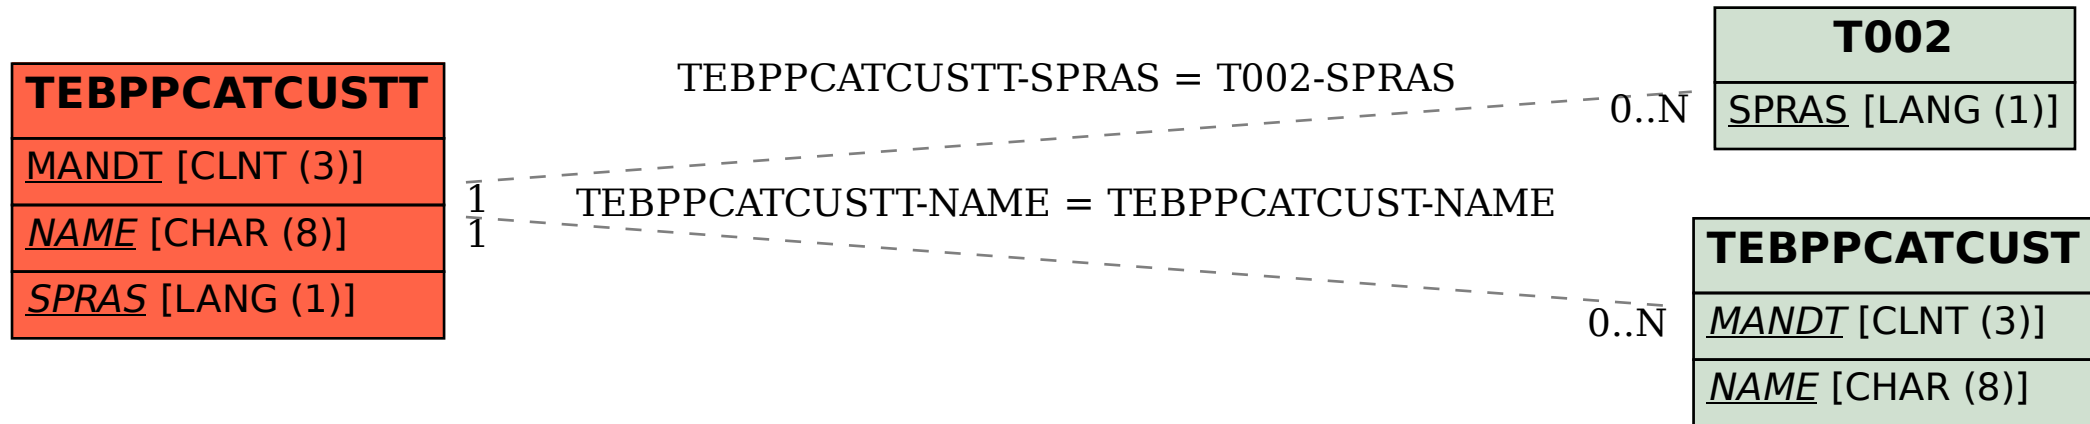 TEBPPCATCUSTT
MANDT [CLNT (3)]
NAME [CHAR (8)]
SPRAS [LANG (1)]
TEBPPCATCUSTT-SPRAS = T002-SPRAS
1
0..N
TEBPPCATCUSTT-NAME = TEBPPCATCUST-NAME
1
0..N
T002
SPRAS [LANG (1)]
TEBPPCATCUST
MANDT [CLNT (3)]
NAME [CHAR (8)]